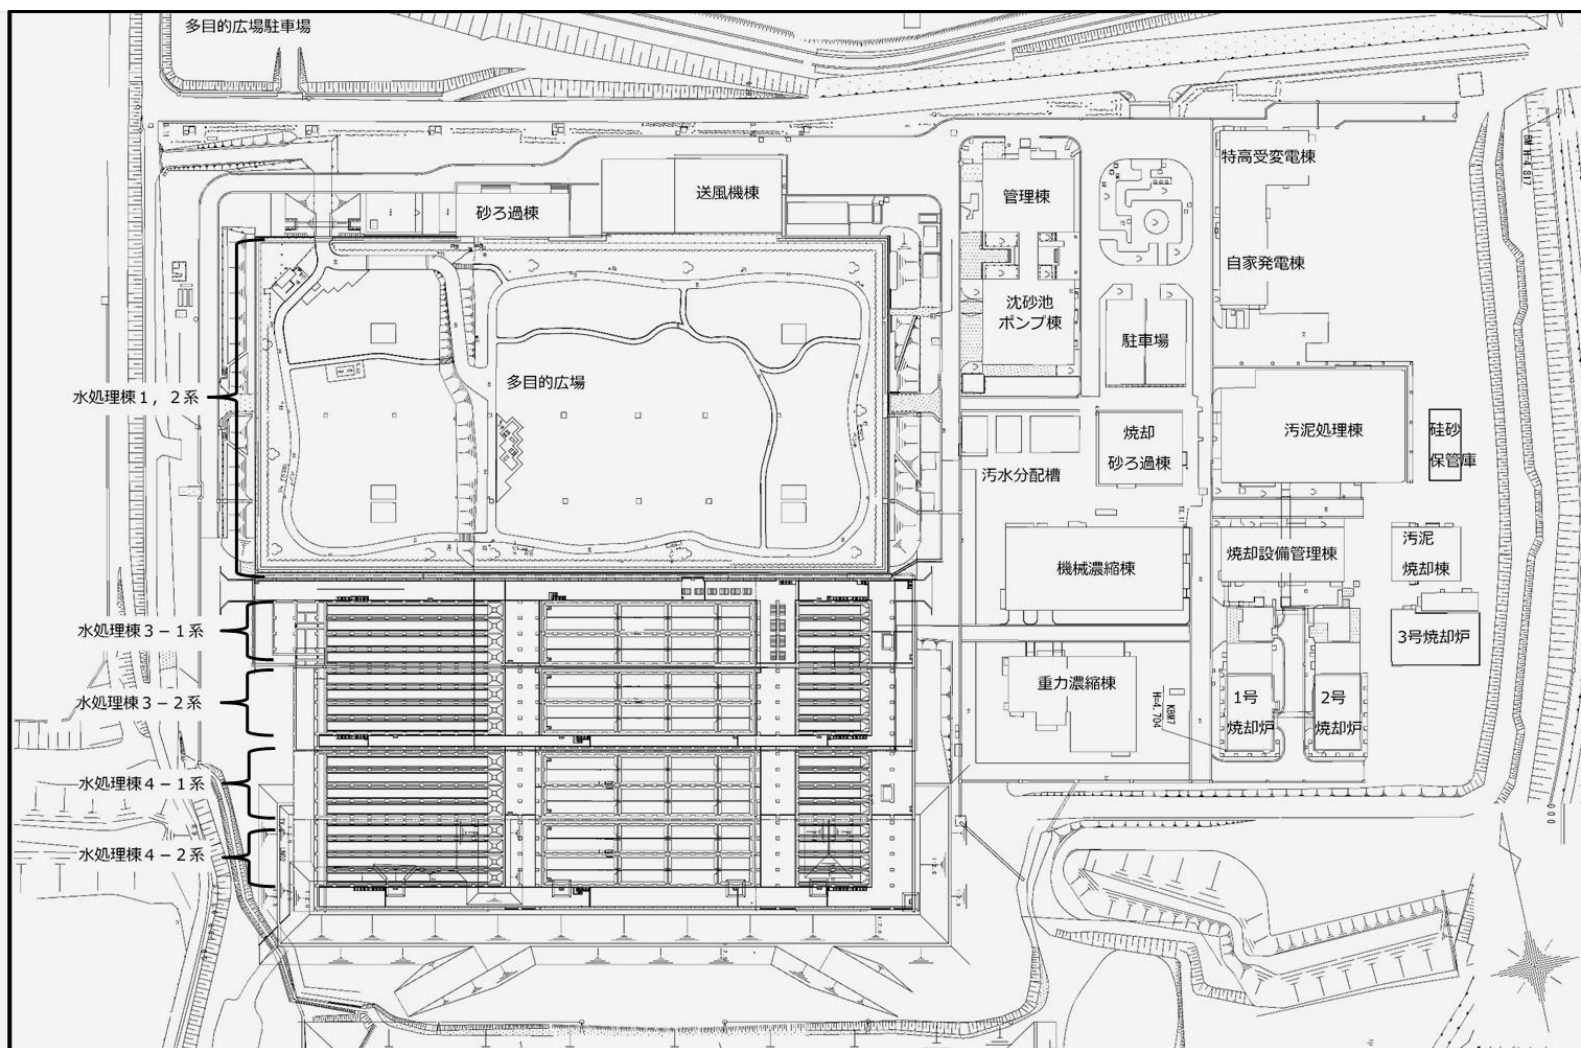 多目的広場駐車場
BM H-4.817
特高受変電棟
送風機棟
管理棟
砂ろ過棟
自家発電棟
沈砂池
ポンプ棟
駐車場
多目的広場
水処理棟1，2系
焼却
砂ろ過棟
汚泥処理棟
硅砂
保管庫
汚水分配槽
焼却設備管理棟
汚泥
焼却棟
機械濃縮棟
水処理棟3－1系
3号焼却炉
重力濃縮棟
水処理棟3－2系
KBM7
H=4.704
1号
焼却炉
2号
焼却炉
水処理棟4－1系
水処理棟4－2系